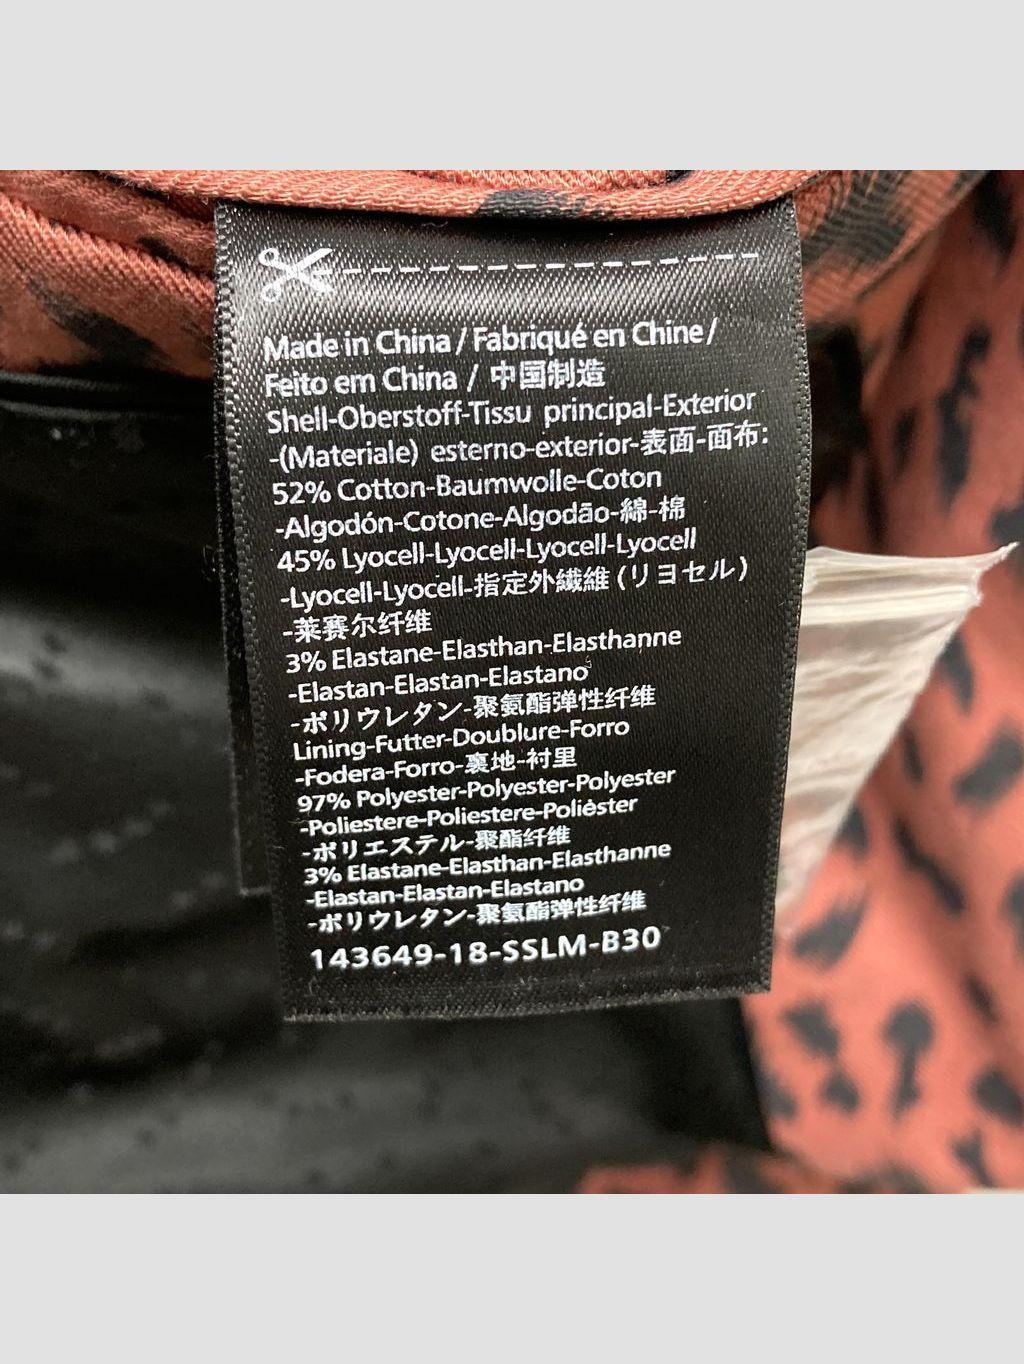 Made in China / Fabriqué en Chine /
Feito em China / 中国制造
Shell-Oberstoff-Tissu principal-Exterior
-(Materiale) esterno-exterior-表面-面布:
52% Cotton-Baumwolle-Coton
-Algodón-Cotone-Algodão-綿-棉
45% Lyocell-Lyocell-Lyocell-Lyocell
-Lyocell-Lyocell-指定外繊維 (リヨセル)
-莱赛尔纤维
3% Elastane-Elasthan-Elasthanne
-Elastan-Elastan-Elastano
-ポリウレタン-聚氨酯弹性纤维
Lining-Futter-Doublure-Forro
-Fodera-Forro-裏地-衬里
97% Polyester-Polyester-Polyester
-Poliestere-Poliestere-Poliéster
-ポリエステル-聚酯纤维
3% Elastane-Elasthan-Elasthanne
-Elastan-Elastan-Elastano
-ポリウレタン-聚氨酯弹性纤维
143649-18-SSLM-B30